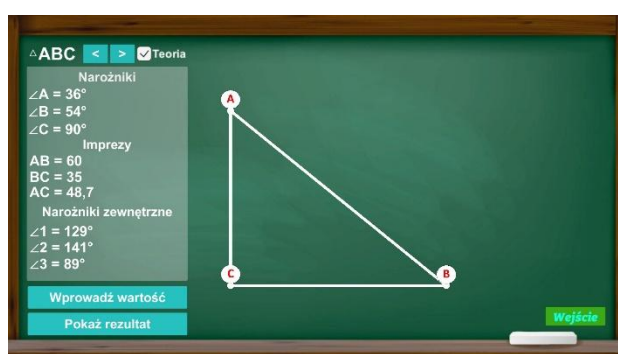 △ABC < > Teoria
Narożniki
∠A = 36°
∠B = 54°
∠C = 90°
Imprezy
AB = 60
BC = 35
AC = 48,7
Narożniki zewnętrzne
∠1 = 129°
∠2 = 141°
∠3 = 89°
Wprowadź wartość
Pokaż rezultat
A
C
B
Wejście